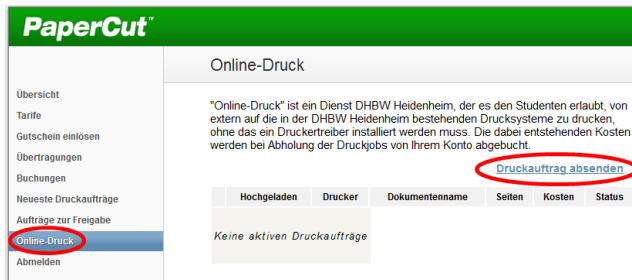 PaperCut™
Online-Druck
Übersicht
Tarife
Gutschein einlösen
Übertragungen
Buchungen
Neueste Druckaufträge
Aufträge zur Freigabe
Online-Druck
Abmelden
"Online-Druck" ist ein Dienst DHBW Heidenheim, der es den Studenten erlaubt, von
extern auf die in der DHBW Heidenheim bestehenden Drucksysteme zu drucken,
ohne das ein Druckertreiber installiert werden muss. Die dabei entstehenden Kosten
werden bei Abholung der Druckjobs von Ihrem Konto abgebucht.
Druckauftrag absenden
Hochgeladen Drucker Dokumentenname Seiten Kosten Status
Keine aktiven Druckaufträge